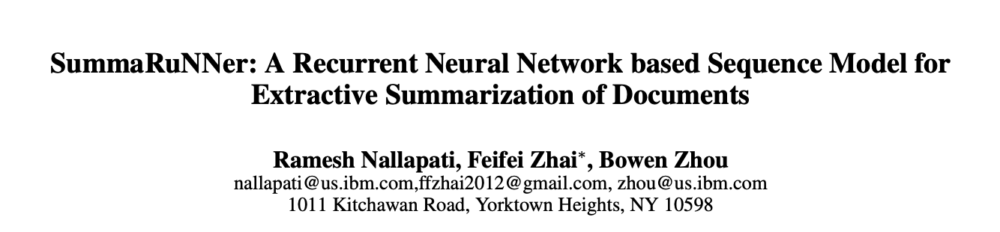 SummaRuNNer: A Recurrent Neural Network based Sequence Model for
Extractive Summarization of Documents
Ramesh Nallapati, Feifei Zhai*, Bowen Zhou
nallapati@us.ibm.com,ffzhai2012@gmail.com, zhou@us.ibm.com
1011 Kitchawan Road, Yorktown Heights, NY 10598